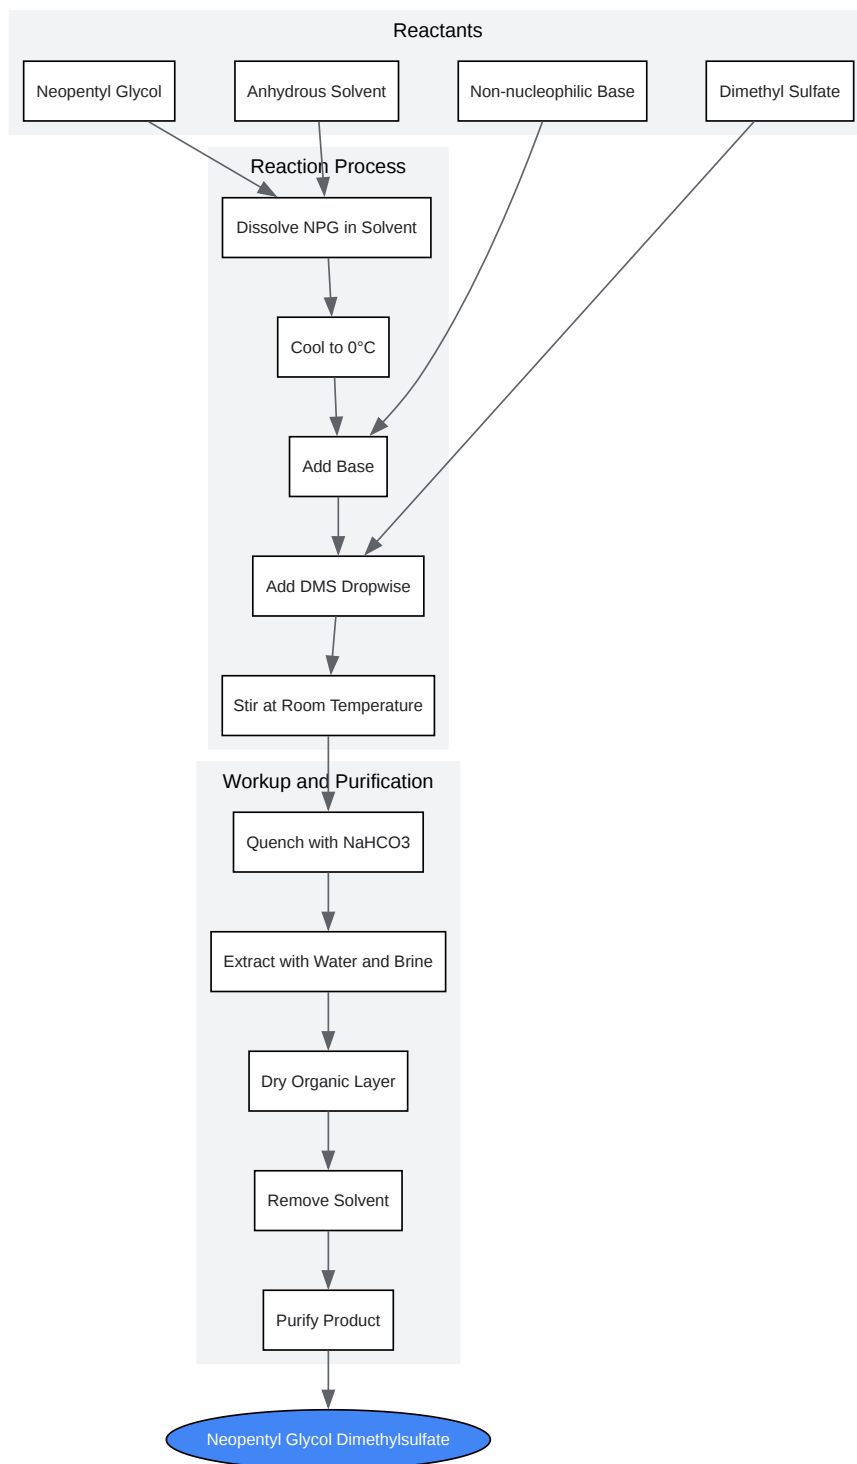 Reactants
Neopentyl Glycol
Anhydrous Solvent
Non-nucleophilic Base
Dimethyl Sulfate
Reaction Process
Dissolve NPG in Solvent
Cool to 0°C
Add Base
Add DMS Dropwise
Stir at Room Temperature
Workup and Purification
Quench with NaHCO3
Extract with Water and Brine
Dry Organic Layer
Remove Solvent
Purify Product
Neopentyl Glycol Dimethylsulfate